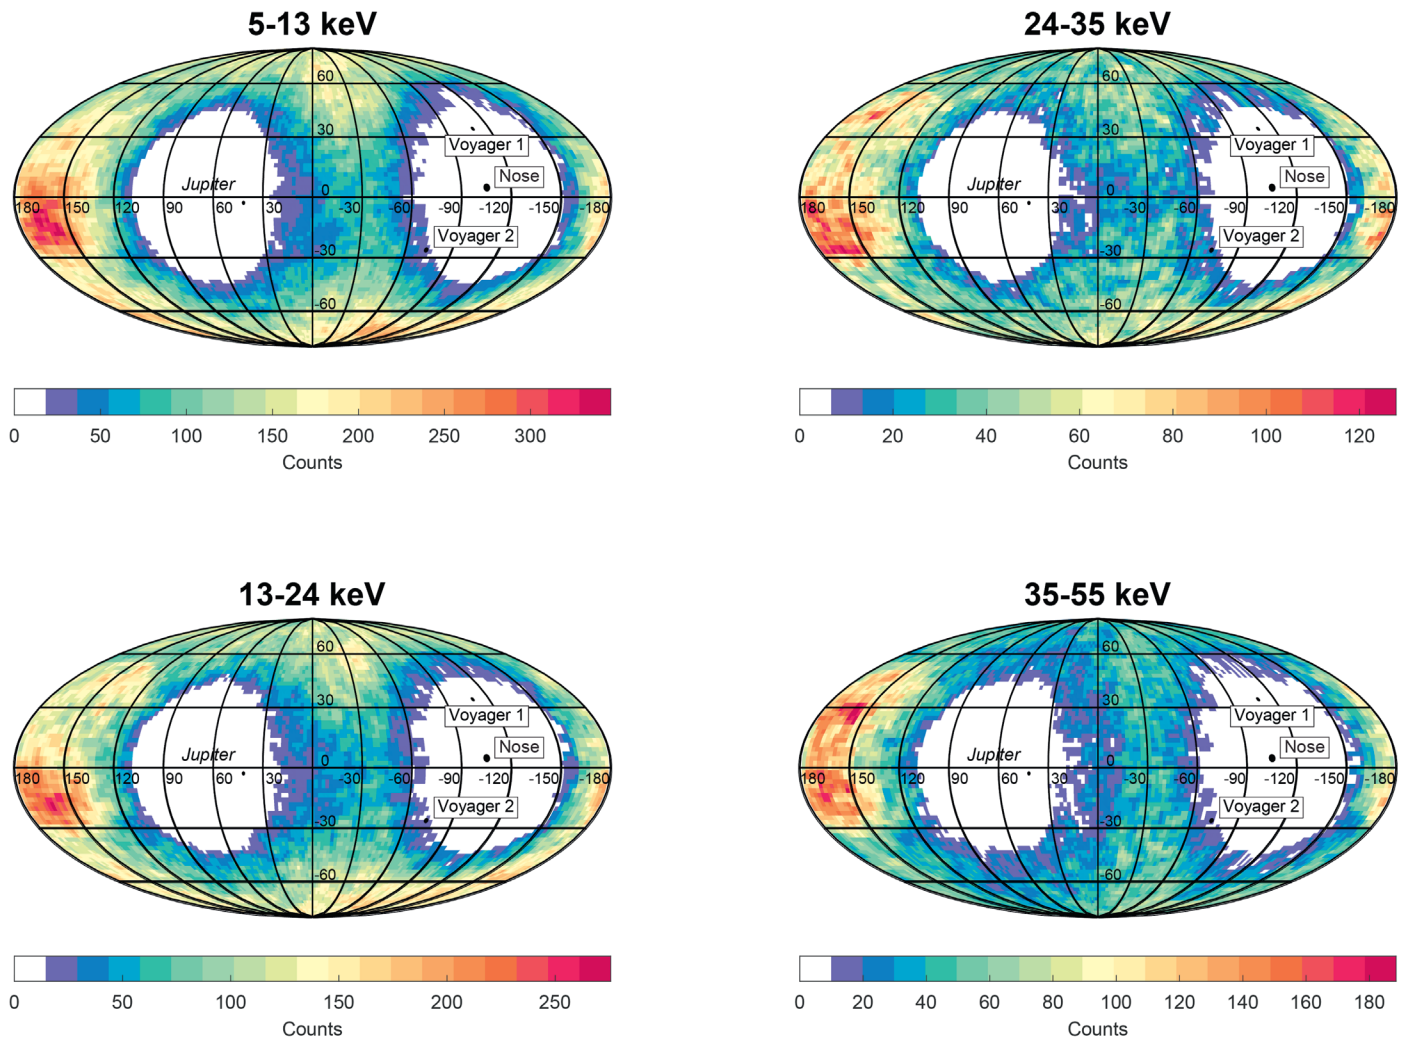 5-13 keV
60
30
Voyager 1
Nose
Jupiter
0
180 150 120 90 60 30 -30 -60 -90 -120 -150 -180
Voyager 2
-30
-60
0 50 100 150 200 250 300
Counts
24-35 keV
60
30
Voyager 1
Nose
Jupiter
0
180 150 120 90 60 30 -30 -60 -90 -120 -150 -180
Voyager 2
-30
-60
0 20 40 60 80 100 120
Counts
13-24 keV
60
30
Voyager 1
Nose
Jupiter
0
180 150 120 90 60 30 -30 -60 -90 -120 -150 -180
Voyager 2
-30
-60
0 50 100 150 200 250
Counts
35-55 keV
60
30
Voyager 1
Nose
Jupiter
0
180 150 120 90 60 30 -30 -60 -90 -120 -150 -180
Voyager 2
-30
-60
0 20 40 60 80 100 120 140 160 180
Counts